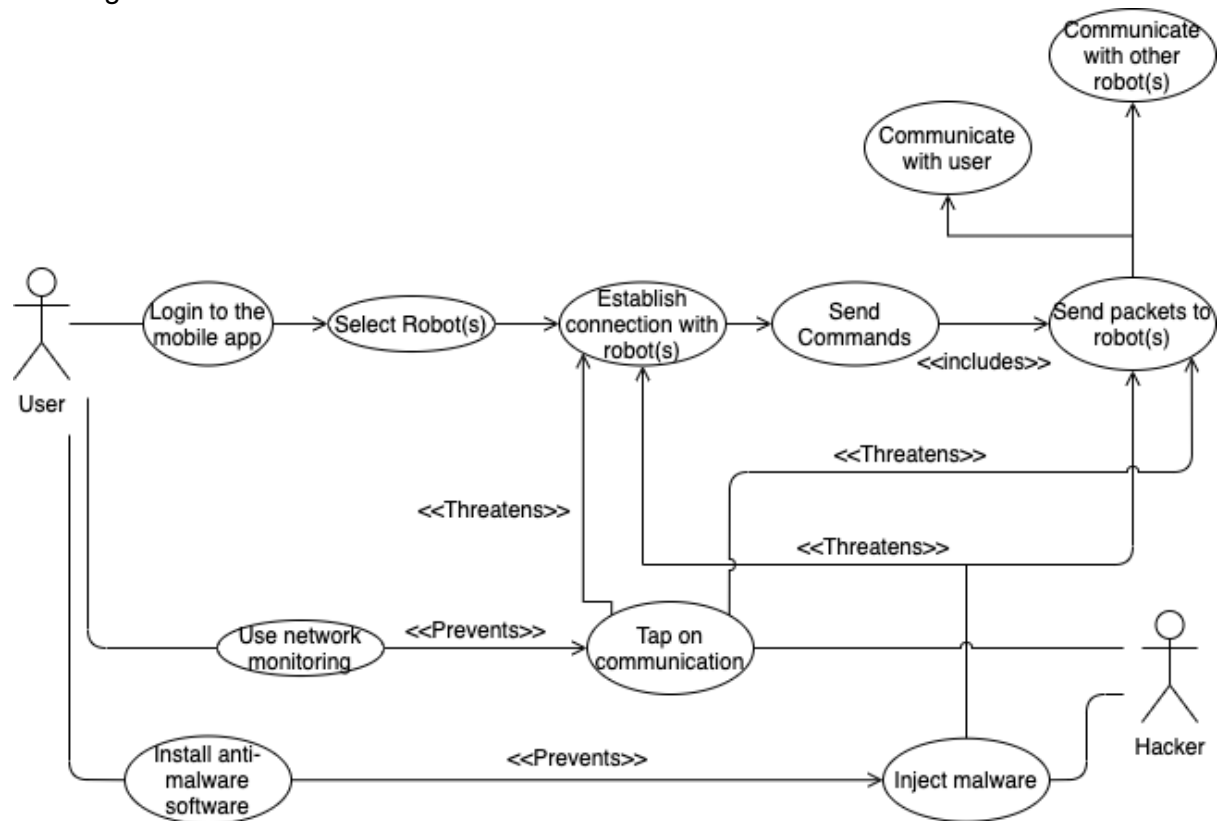 Communicate
with other
robot(s)
Communicate
with user
Login to the
mobile app
Select Robot(s)
Establish
connection with
robot(s)
Send
Commands
<<includes>>
Send packets to
robot(s)
User
<<Threatens>>
<<Threatens>>
<<Threatens>>
Use network
monitoring
<<Prevents>>
Tap on
communication
Hacker
Install anti-
malware
software
<<Prevents>>
Inject malware